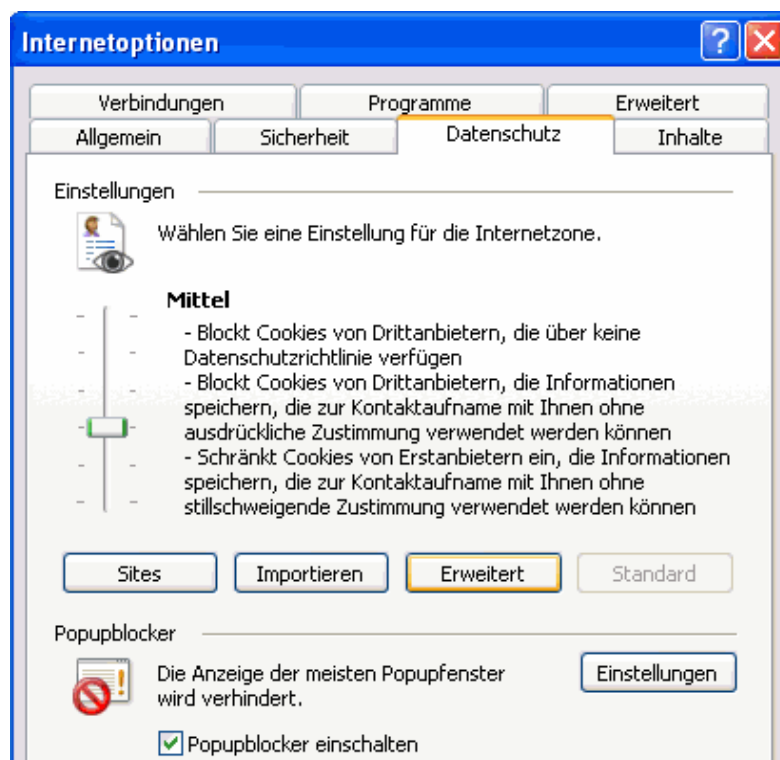 Internetoptionen
Verbindungen Programme Erweitert
Allgemein Sicherheit Datenschutz Inhalte
Einstellungen
Wählen Sie eine Einstellung für die Internetzone.
Mittel
- Blockt Cookies von Drittanbietern, die über keine
Datenschutzrichtlinie verfügen
- Blockt Cookies von Drittanbietern, die Informationen
speichern, die zur Kontaktaufname mit Ihnen ohne
ausdrückliche Zustimmung verwendet werden können
- Schränkt Cookies von Erstanbietern ein, die Informationen
speichern, die zur Kontaktaufname mit Ihnen ohne
stillschweigende Zustimmung verwendet werden können
Sites Importieren Erweitert Standard
Popupblocker
Die Anzeige der meisten Popupfenster
wird verhindert.
Einstellungen
Popupblocker einschalten